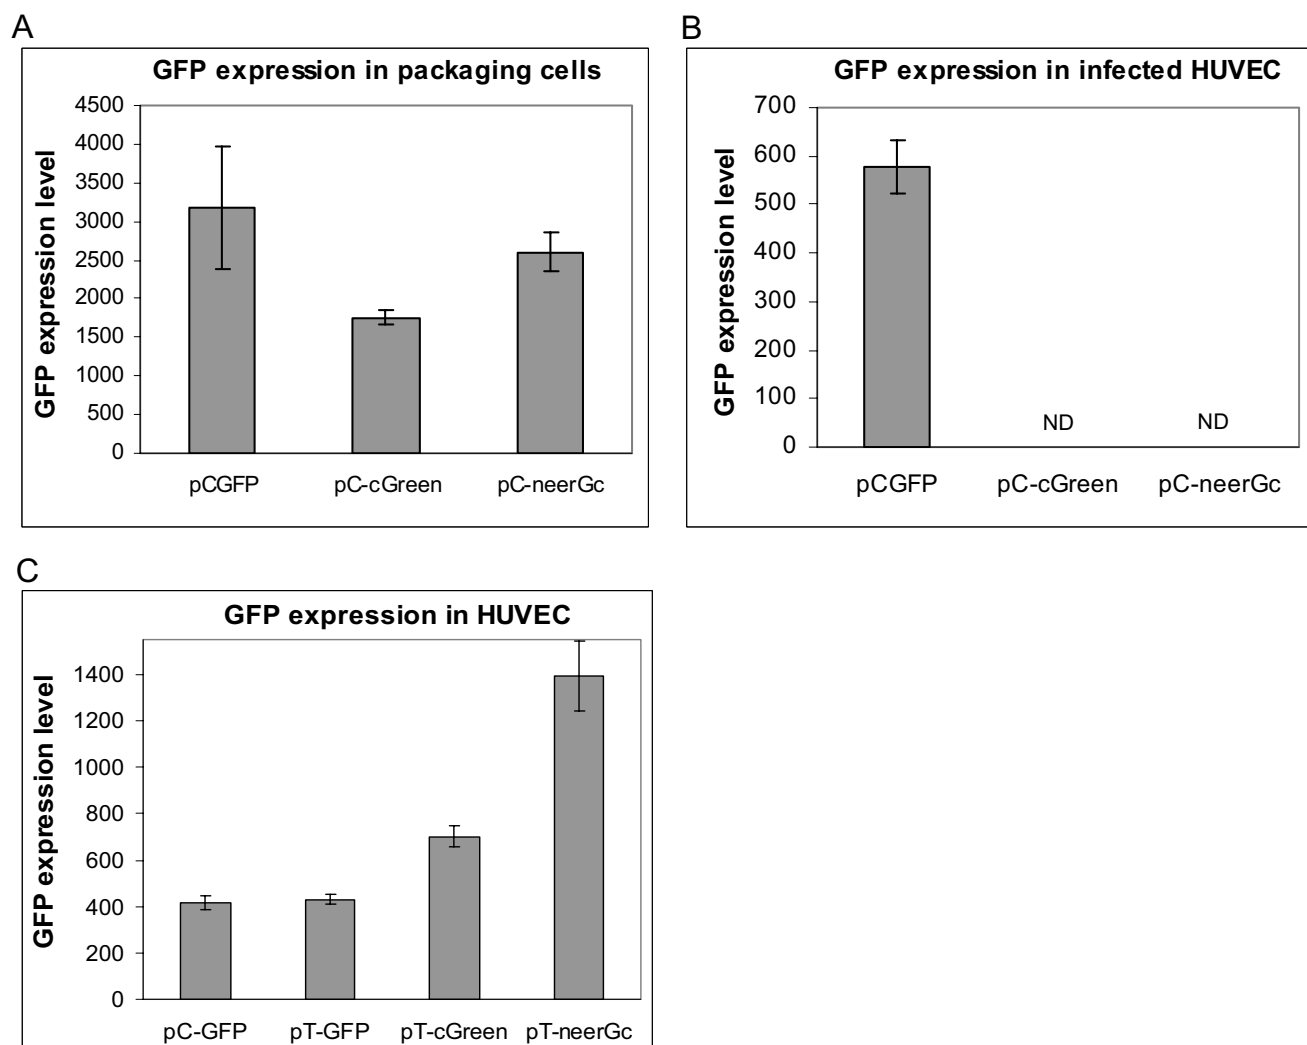 A
GFP expression in packaging cells
GFP expression level
4500
4000
3500
3000
2500
2000
1500
1000
500
0
pCGFP pC-cGreen pC-neerGc
B
GFP expression in infected HUVEC
GFP expression level
700
600
500
400
300
200
100
0
ND ND
pCGFP pC-cGreen pC-neerGc
C
GFP expression in HUVEC
GFP expression level
1400
1200
1000
800
600
400
200
0
pC-GFP pT-GFP pT-cGreen pT-neerGc